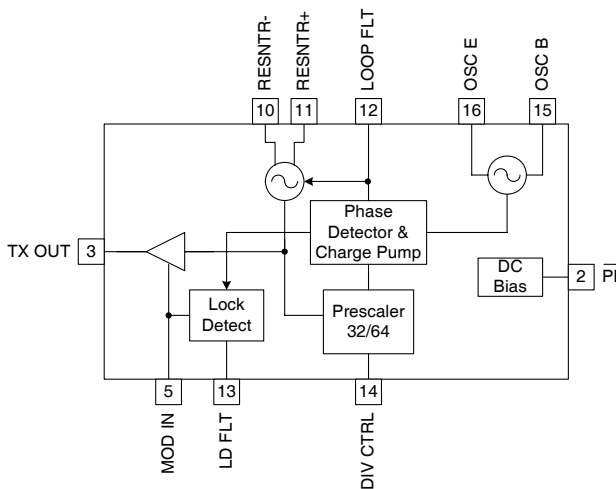 RESNTR-
RESNTR+
LOOP FLT
OSC E
OSC B
10
11
12
16
15
Phase
Detector &
Charge Pump
TX OUT
3
DC
Bias
2
Lock
Detect
Prescaler
32/64
5
13
14
MOD IN
LD FLT
DIV CTRL